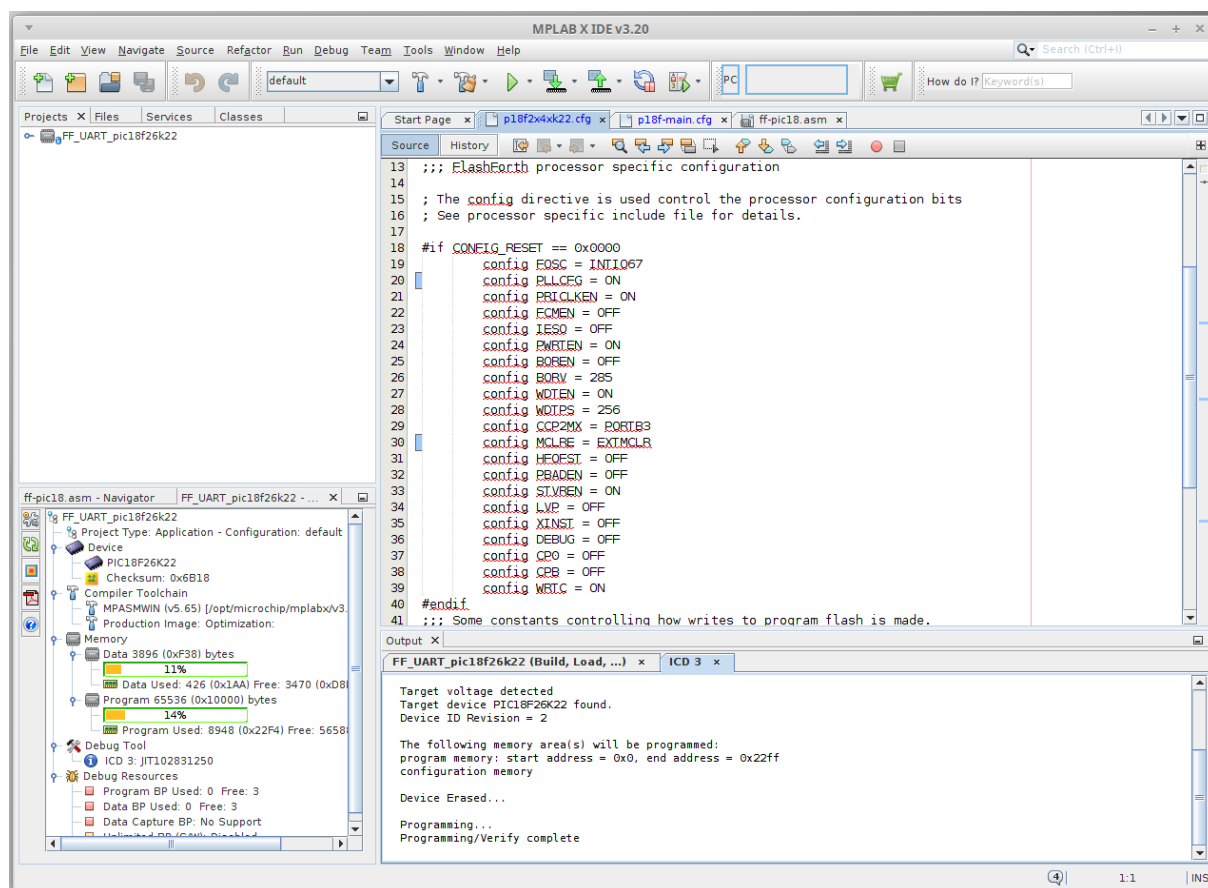 MPLAB X IDE v3.20
File Edit View Navigate Source Refactor Run Debug Team Tools Window Help
Search (Ctrl+I)
default
PC
How do I? Keyword(s)
Projects X Files Services Classes
FF_UART_pic18f26k22
Start Page x p18f2x4xk22.cfg x p18f-main.cfg x ff-pic18.asm x
Source History
13 ;;; FlashForth processor specific configuration
14
15 ; The config directive is used control the processor configuration bits
16 ; See processor specific include file for details.
17
18 #if CONFIG_RESET == 0x0000
19 config FOSC = INTIO67
20 config PLLCFG = ON
21 config PRICLKEN = ON
22 config FCMEN = OFF
23 config IESO = OFF
24 config PWRTEN = ON
25 config BOREN = OFF
26 config BORV = 285
27 config WDTEN = ON
28 config WDTPS = 256
29 config CCP2MX = PORTB3
30 config MCLRE = EXTMCLR
31 config HFOFST = OFF
32 config PBADEN = OFF
33 config STVREN = ON
34 config LVP = OFF
35 config XINST = OFF
36 config DEBUG = OFF
37 config CP0 = OFF
38 config CPB = OFF
39 config WRTC = ON
40 #endif
41 ;;; Some constants controlling how writes to program flash is made.
ff-pic18.asm - Navigator FF_UART_pic18f26k22 - ... X
FF_UART_pic18f26k22
Project Type: Application - Configuration: default
Device
PIC18F26K22
Checksum: 0x6B18
Compiler Toolchain
MPASMWIN (v5.65) [/opt/microchip/mplabx/v3.
Production Image: Optimization:
Memory
Data 3896 (0xF38) bytes
11%
Data Used: 426 (0x1AA) Free: 3470 (0xD8
Program 65536 (0x10000) bytes
14%
Program Used: 8948 (0x22F4) Free: 5658
Debug Tool
ICD 3: JIT102831250
Debug Resources
Program BP Used: 0 Free: 3
Data BP Used: 0 Free: 3
Data Capture BP: No Support
Unlimited BP (S/W): Disabled
Output X
FF_UART_pic18f26k22 (Build, Load, ...) x ICD 3 x
Target voltage detected
Target device PIC18F26K22 found.
Device ID Revision = 2
The following memory area(s) will be programmed:
program memory: start address = 0x0, end address = 0x22ff
configuration memory
Device Erased...
Programming...
Programming/Verify complete
4 1:1 INS